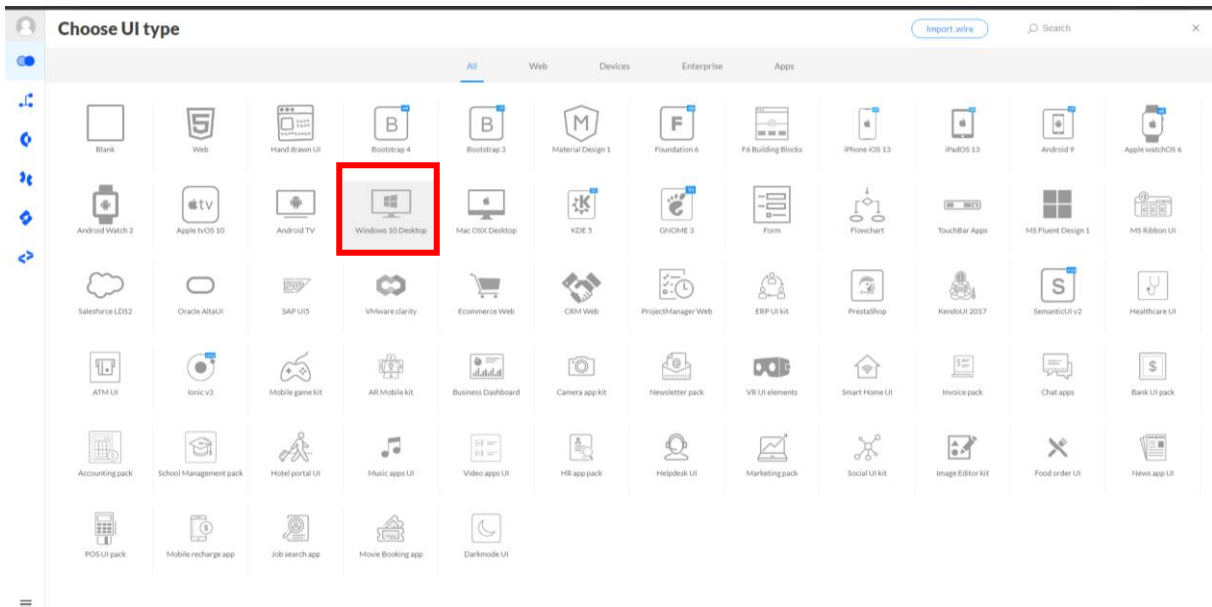 Choose UI type
Import .wire
Search
All Web Devices Enterprise Apps
Blank Web Hand drawn UI Bootstrap 4 Bootstrap 3 Material Design 1 Foundation 6 F6 Building Blocks iPhone iOS 13 iPadOS 13 Android 9 Apple watchOS 6
Android Watch 2 Apple tvOS 10 Android TV Windows 10 Desktop Mac OSX Desktop KDE 5 GNOME 3 Form Flowchart TouchBar Apps MS Fluent Design 1 MS Ribbon UI
Salesforce LDS2 Oracle AltaUI SAP UI5 VMware clarity Ecommerce Web CRM Web ProjectManager Web ERP UI kit PrestaShop KendoUI 2017 SemanticUI v2 Healthcare UI
ATM UI Ionic v3 Mobile game kit AR Mobile kit Business Dashboard Camera app kit Newsletter pack VR UI elements Smart Home UI Invoice pack Chat apps Bank UI pack
Accounting pack School Management pack Hotel portal UI Music apps UI Video apps UI HR app pack Helpdesk UI Marketing pack Social UI kit Image Editor kit Food order UI News app UI
POS UI pack Mobile recharge app Job search app Movie Booking app Darkmode UI